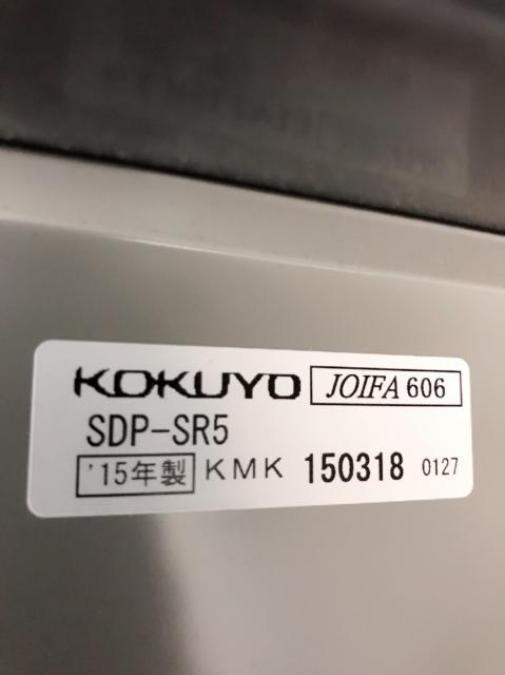 KOKUYO JOIFA 606
SDP-SR5
'15年製 KMK 150318 0127